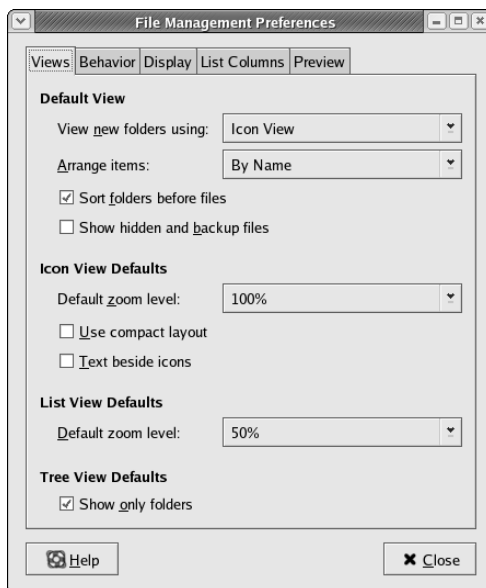 File Management Preferences
Views Behavior Display List Columns Preview
Default View
View new folders using: Icon View
Arrange items: By Name
Sort folders before files
Show hidden and backup files
Icon View Defaults
Default zoom level: 100%
Use compact layout
Text beside icons
List View Defaults
Default zoom level: 50%
Tree View Defaults
Show only folders
Help Close